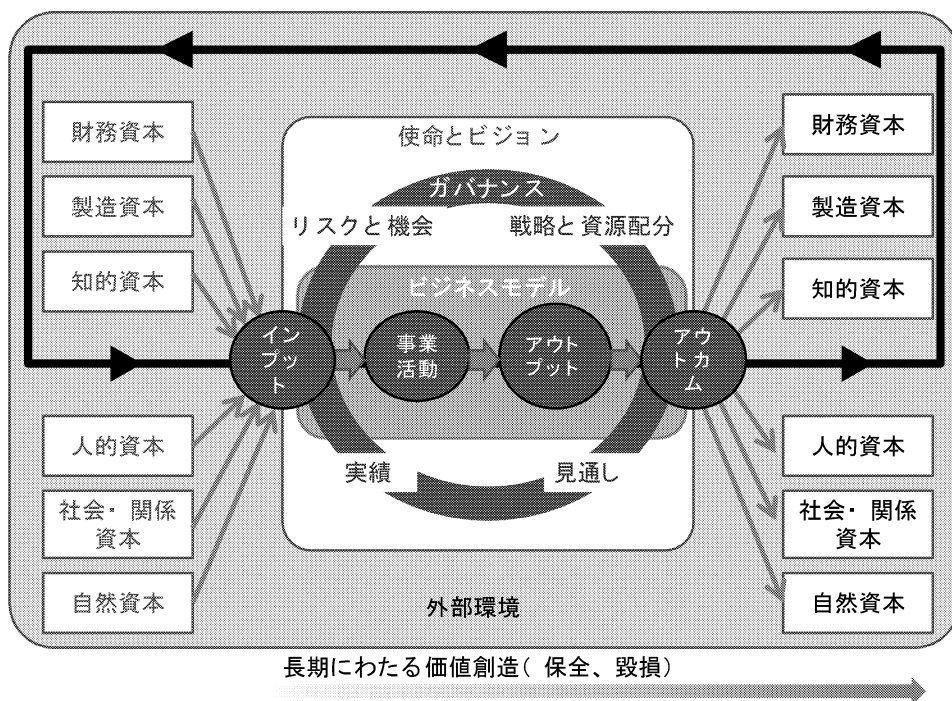 財務資本
製造資本
知的資本
人的資本
社会・関係
資本
自然資本
使命とビジョン
ガバナンス
リスクと機会
戦略と資源配分
ビジネスモデル
イン
プッ
ト
事業
活動
アウト
プット
アウ
トカ
ム
実績
見通し
財務資本
製造資本
知的資本
人的資本
社会・関係
資本
自然資本
外部環境
長期にわたる価値創造(保全、毀損)